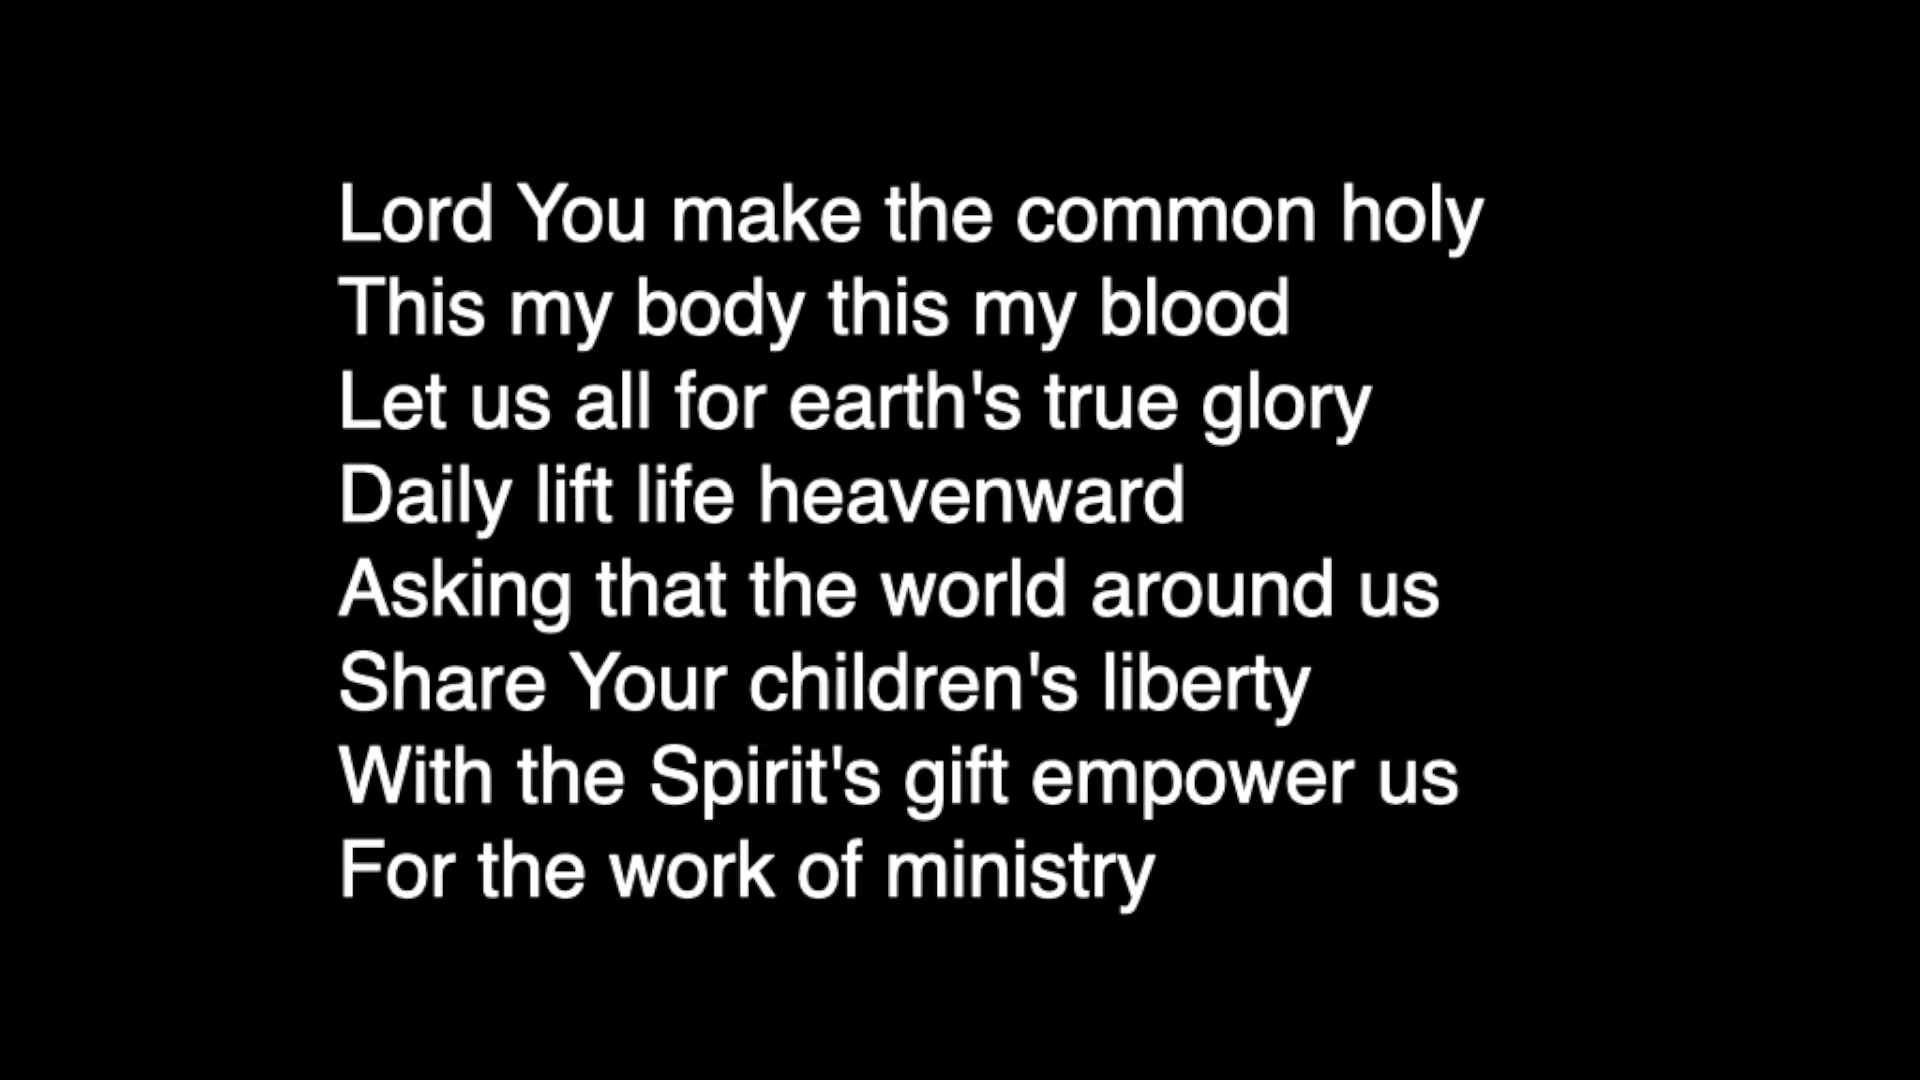 Lord You make the common holy
This my body this my blood
Let us all for earth's true glory
Daily lift life heavenward
Asking that the world around us
Share Your children's liberty
With the Spirit's gift empower us
For the work of ministry